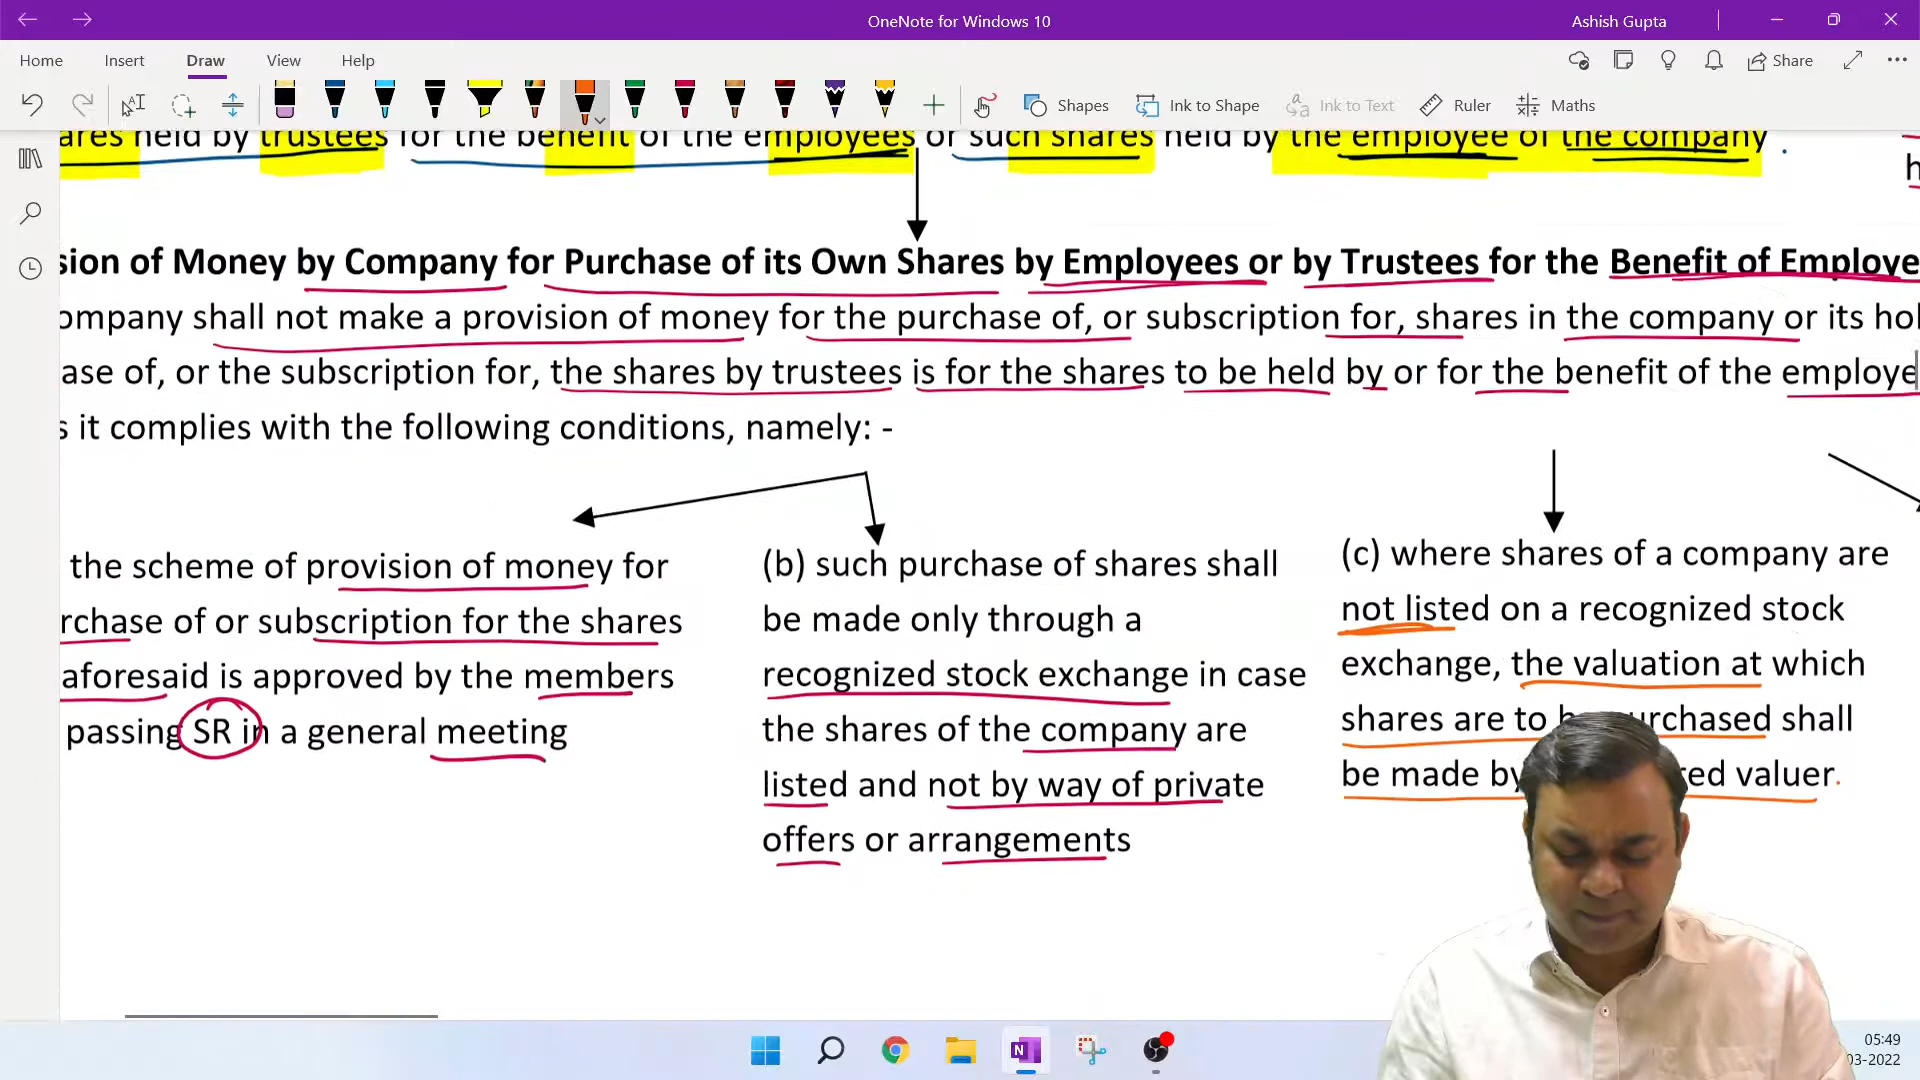 OneNote for Windows 10
Ashish Gupta
Home
Insert
Draw
View
Help
Share
Shapes
Ink to Shape
Ink to Text
Ruler
Maths
ares held by trustees for the benefit of the employees or such shares held by the employee of the company .
sion of Money by Company for Purchase of its Own Shares by Employees or by Trustees for the Benefit of Employe
ompany shall not make a provision of money for the purchase of, or subscription for, shares in the company or its hol
ase of, or the subscription for, the shares by trustees is for the shares to be held by or for the benefit of the employe
s it complies with the following conditions, namely: -
the scheme of provision of money for
rchase of or subscription for the shares
aforesaid is approved by the members
passing SR in a general meeting
(b) such purchase of shares shall
be made only through a
recognized stock exchange in case
the shares of the company are
listed and not by way of private
offers or arrangements
(c) where shares of a company are
not listed on a recognized stock
exchange, the valuation at which
shares are to be purchased shall
be made by red valuer.
05:49
03-2022